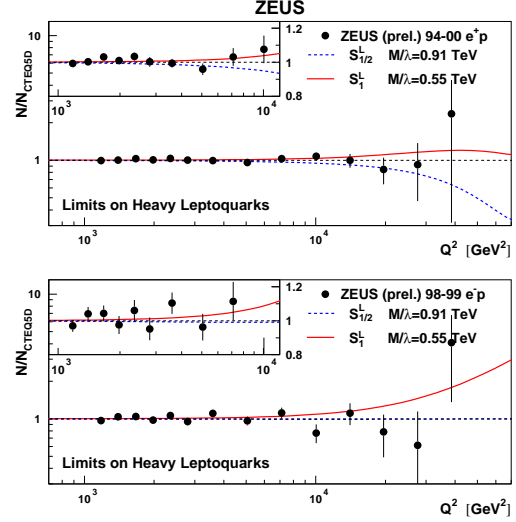 ZEUS
N/N_CTEQ5D
ZEUS (prel.) 94-00 e⁺p
S^L_1/2 M/λ=0.91 TeV
S^L_1 M/λ=0.55 TeV
1.2
1
0.8
10³ 10⁴
10
1
Limits on Heavy Leptoquarks
10³ 10⁴
Q² [GeV²]
N/N_CTEQ5D
ZEUS (prel.) 98-99 e⁻p
S^L_1/2 M/λ=0.91 TeV
S^L_1 M/λ=0.55 TeV
1.2
1
0.8
10³ 10⁴
10
1
Limits on Heavy Leptoquarks
10³ 10⁴
Q² [GeV²]